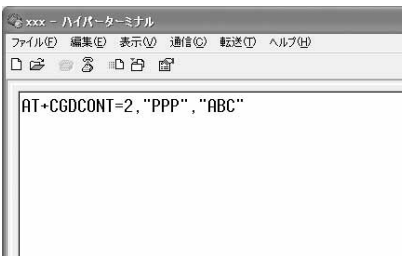 xxx - ハイパーターミナル
ファイル(F) 編集(E) 表示(V) 通信(C) 転送(T) ヘルプ(H)
AT+CGDCONT=2,"PPP","ABC"